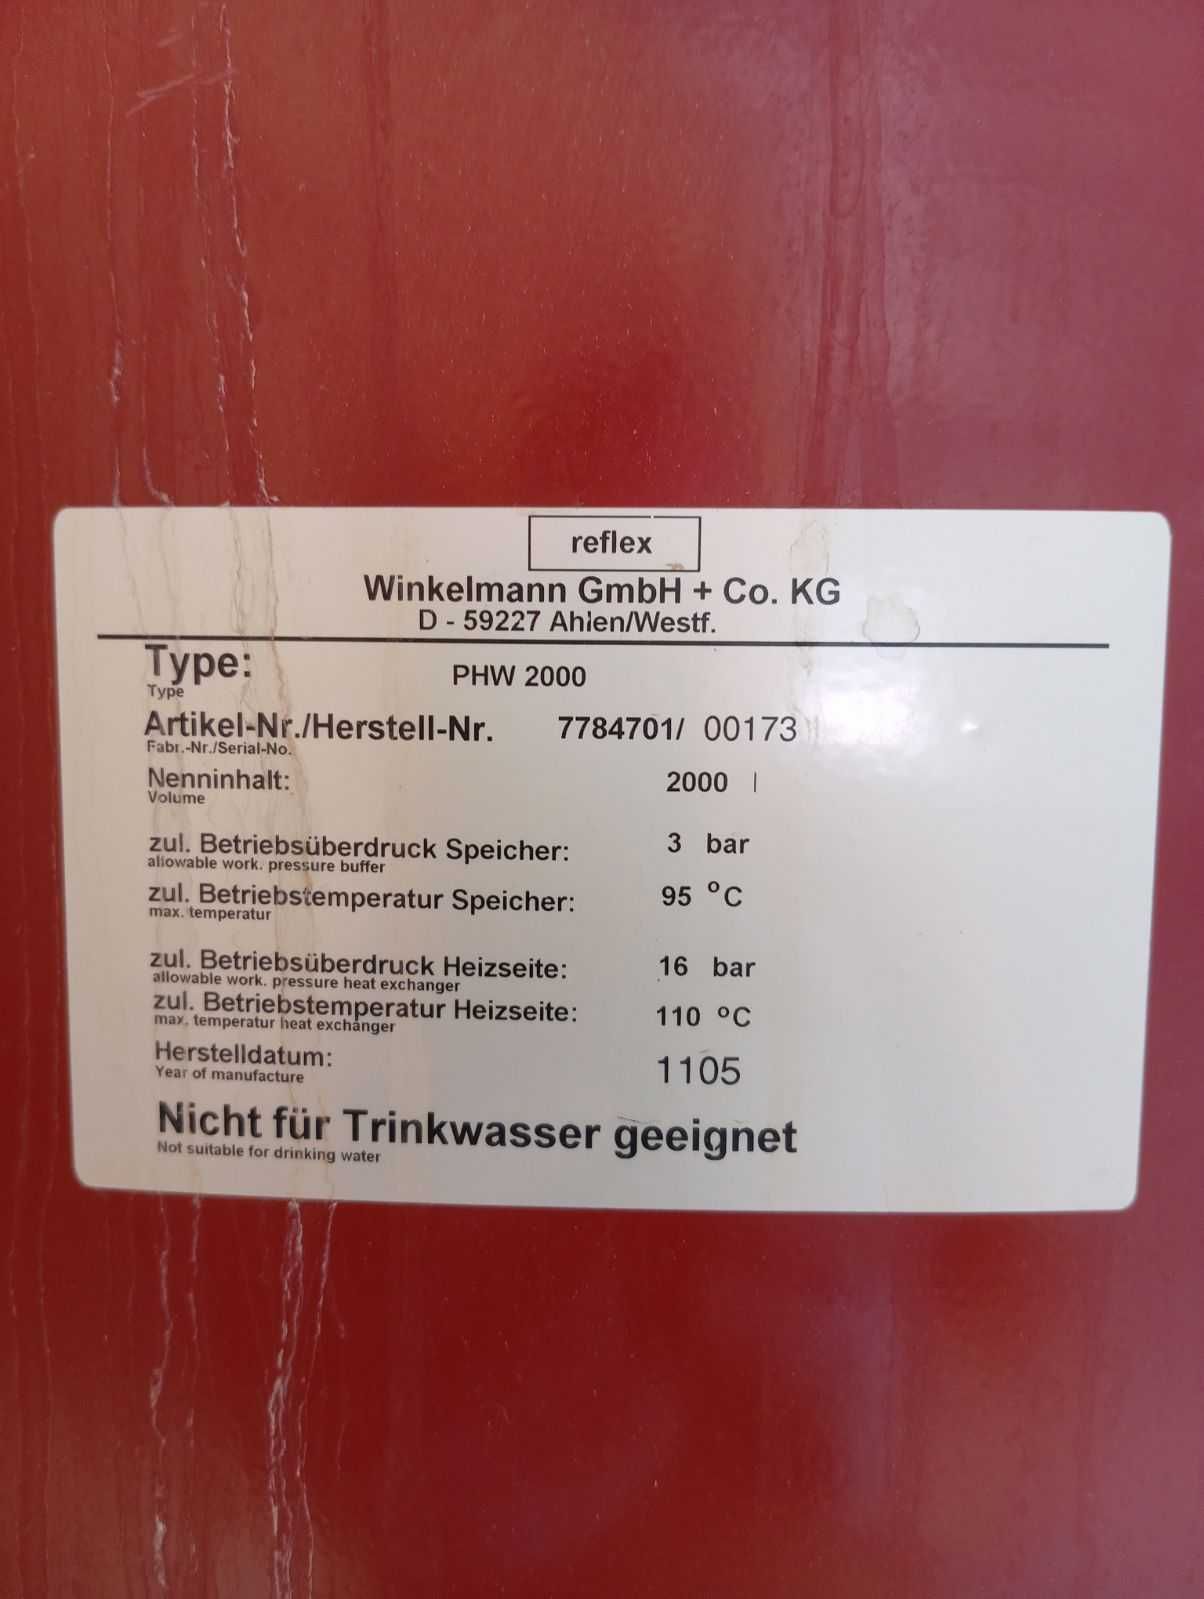 reflex
Winkelmann GmbH + Co. KG
D - 59227 Ahlen/Westf.
Type: PHW 2000
Type
Artikel-Nr./Herstell-Nr. 7784701/ 00173
Fabr.-Nr./Serial-No.
Nenninhalt: 2000 l
Volume
zul. Betriebsüberdruck Speicher: 3 bar
allowable work. pressure buffer
zul. Betriebstemperatur Speicher: 95 °C
max. temperatur
zul. Betriebsüberdruck Heizseite: 16 bar
allowable work. pressure heat exchanger
zul. Betriebstemperatur Heizseite: 110 °C
max. temperatur heat exchanger
Herstelldatum: 1105
Year of manufacture
Nicht für Trinkwasser geeignet
Not suitable for drinking water